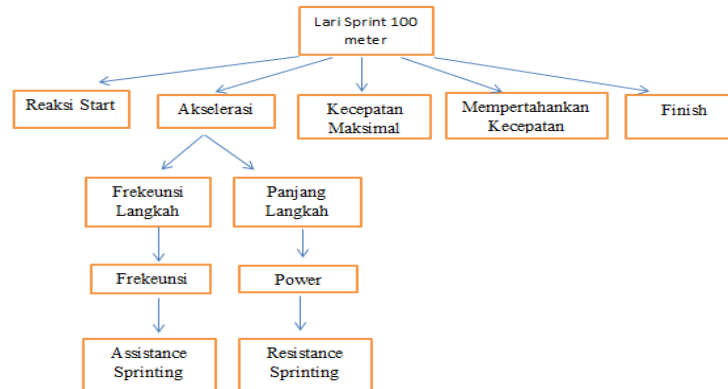 Lari Sprint 100
meter
Reaksi Start
Akselerasi
Kecepatan
Maksimal
Mempertahankan
Kecepatan
Finish
Frekeunsi
Langkah
Panjang
Langkah
Frekeunsi
Power
Assistance
Sprinting
Resistance
Sprinting